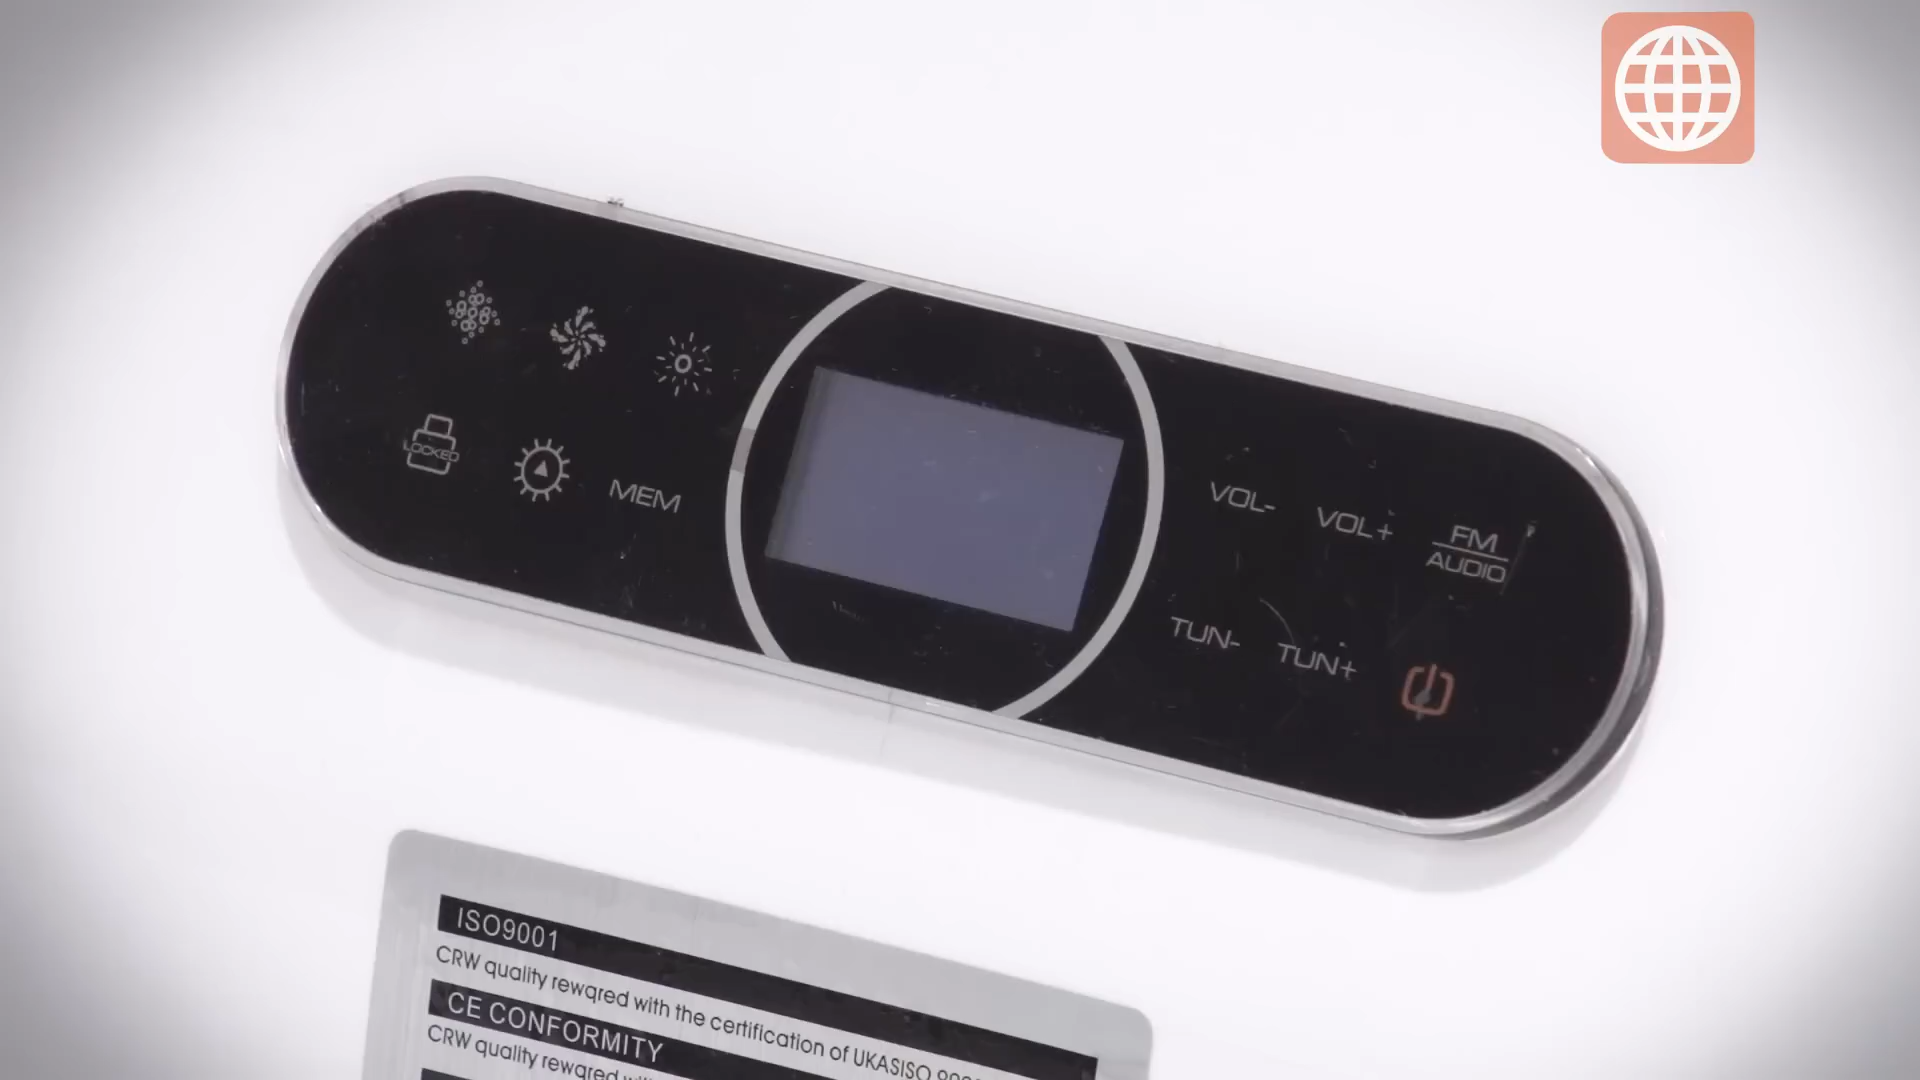 LOCKED
MEM
VOL-
VOL+
FM
AUDIO
TUN-
TUN+
ISO9001
CRW quality rewqred with the certification of UKASISO
CE CONFORMITY
CRW quality rewqred